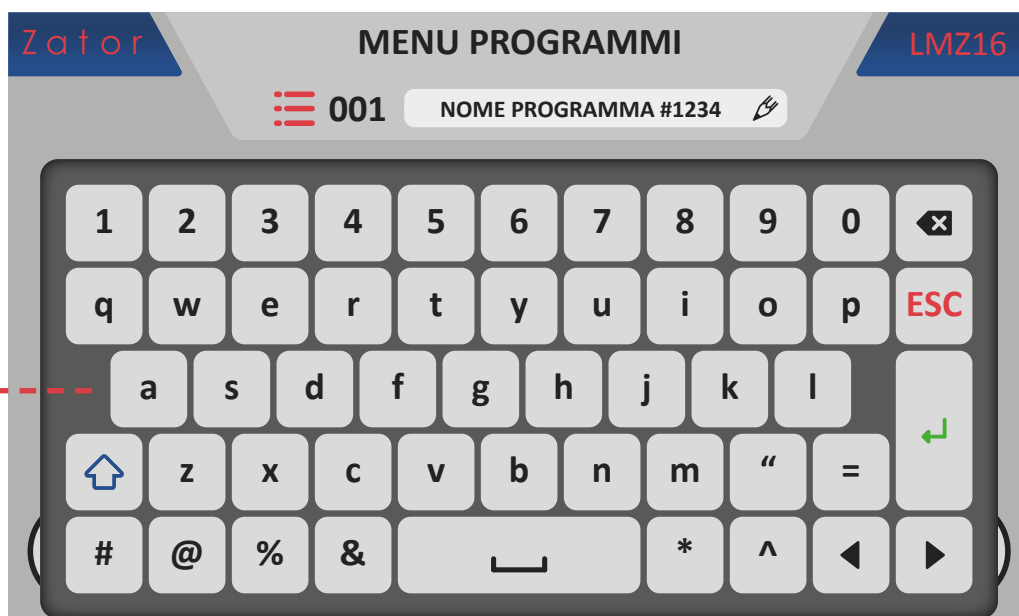 Zator MENU PROGRAMMI LMZ16
001 NOME PROGRAMMA #1234
1 2 3 4 5 6 7 8 9 0
q w e r t y u i o p ESC
a s d f g h j k l
z x c v b n m “ =
# @ % & * ^